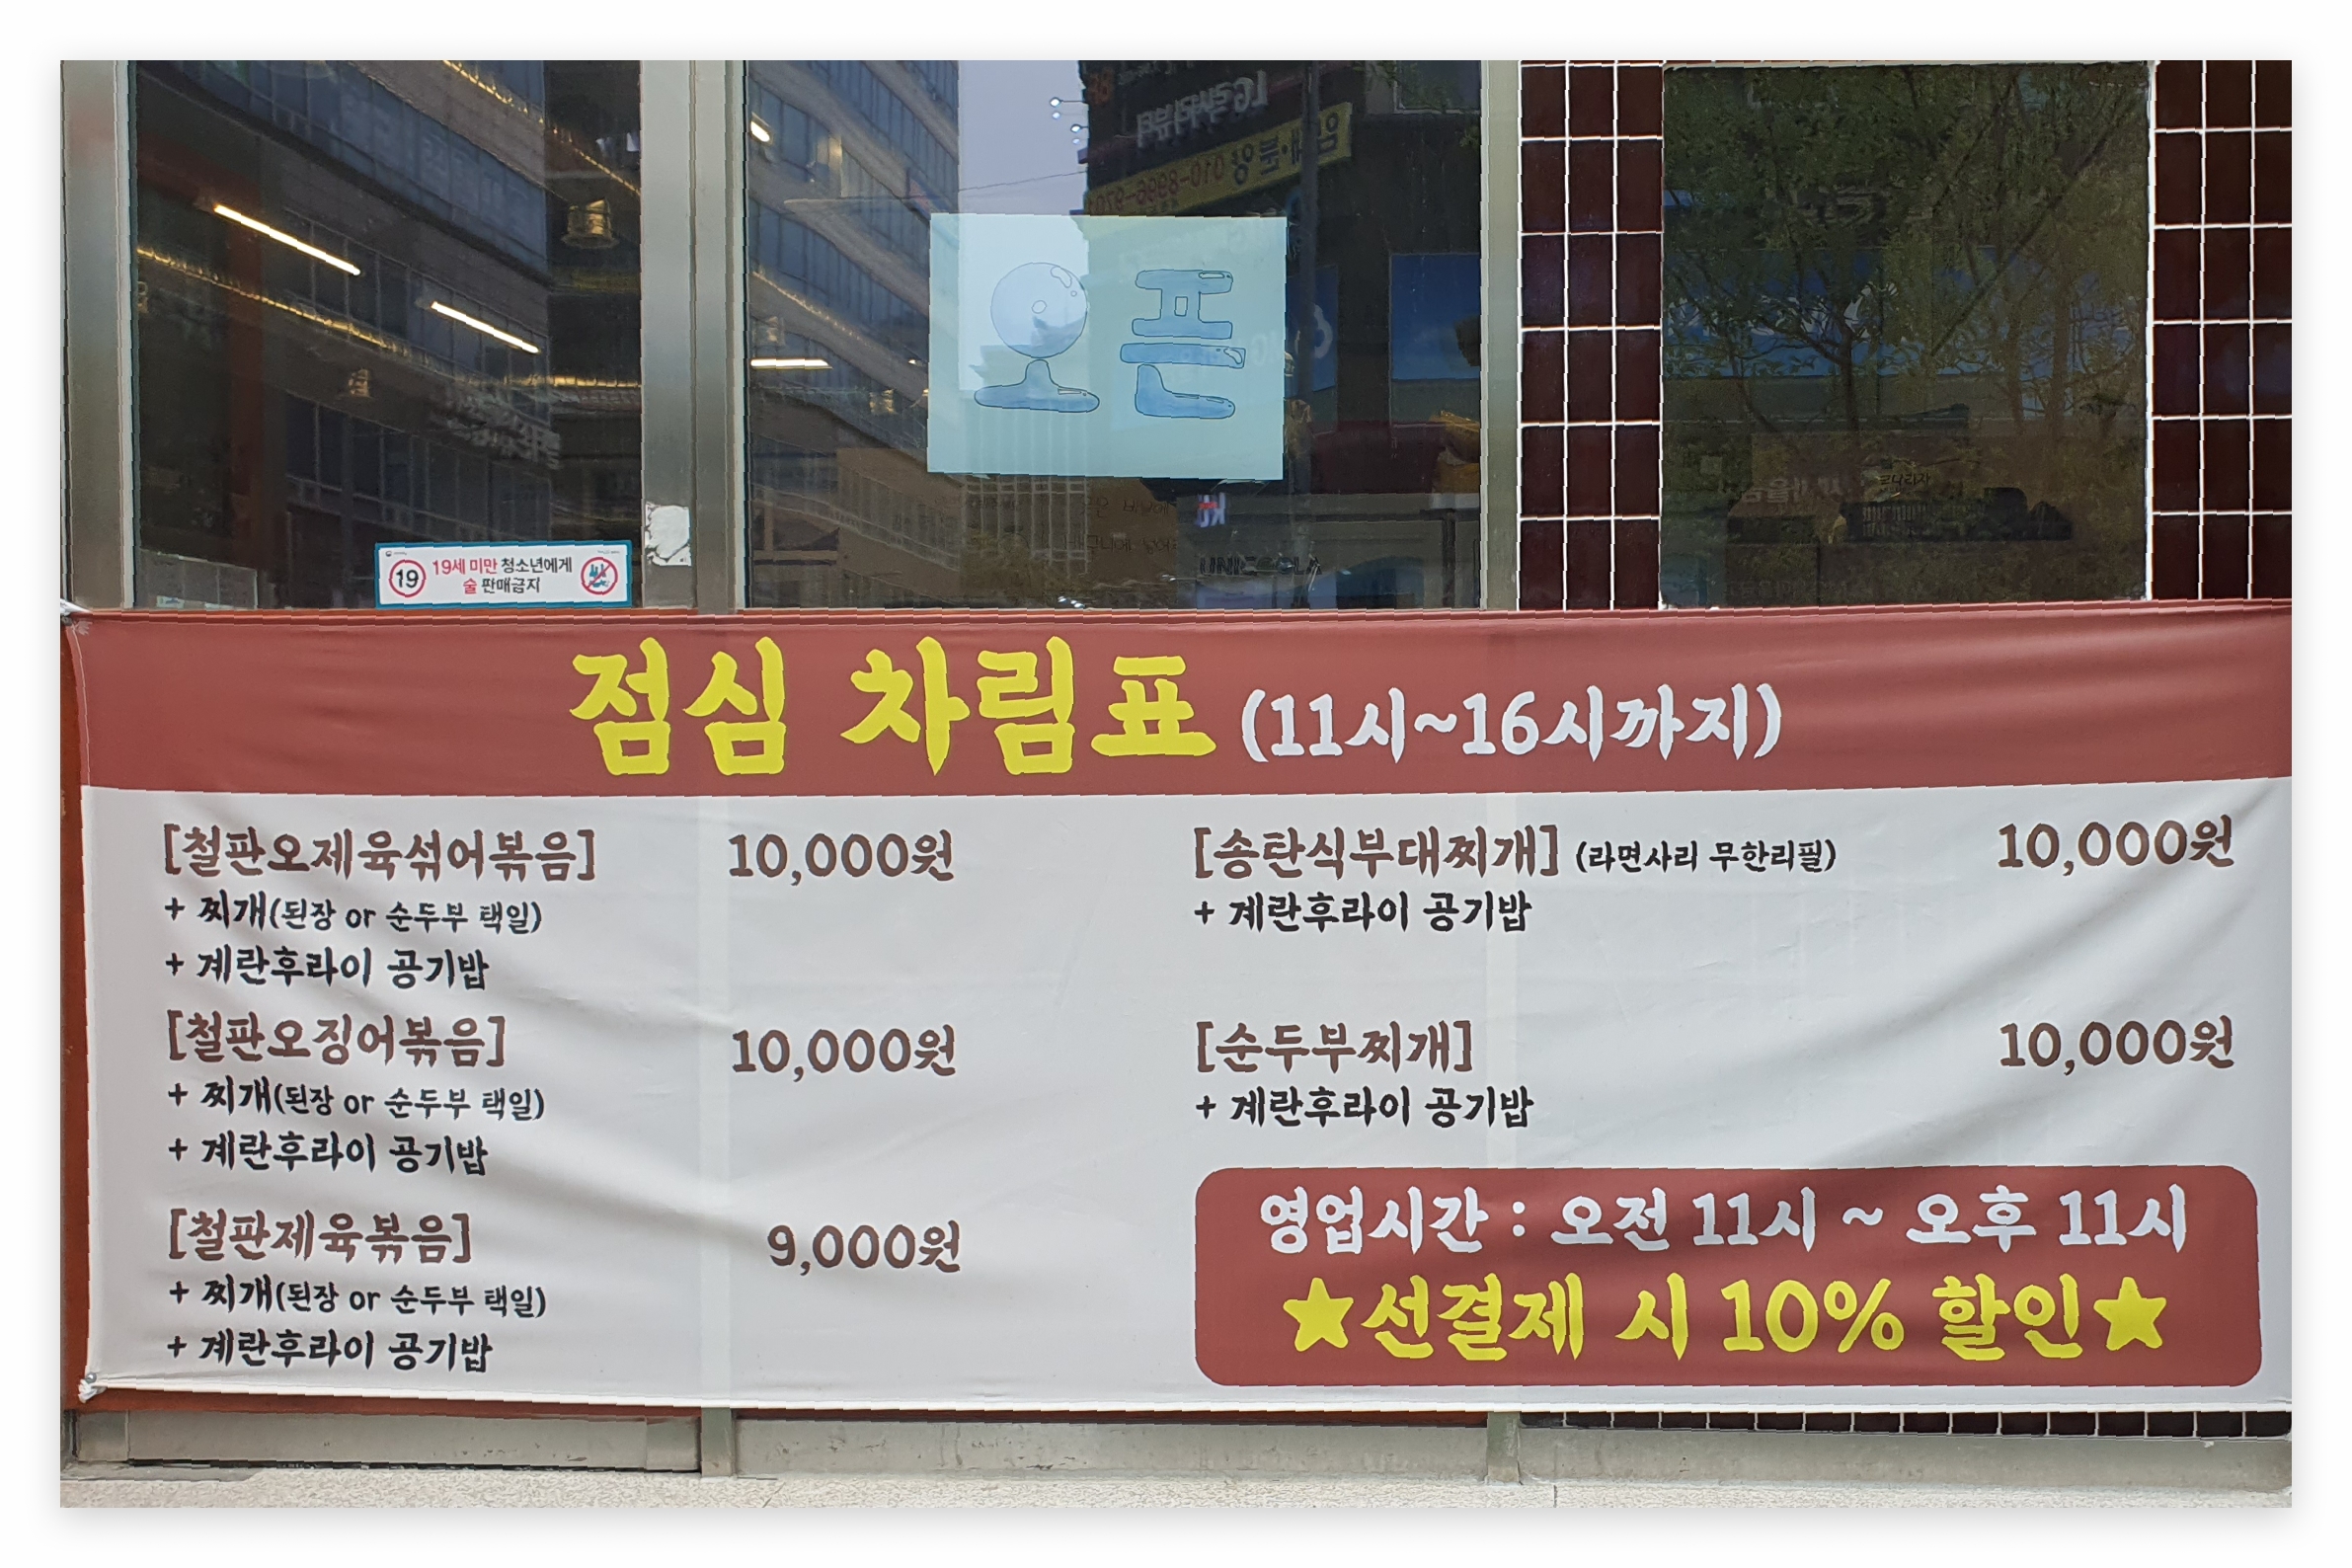 오픈
19
19세 미만 청소년에게
술 판매금지
점심 차림표 (11시~16시까지)
[철판오제육섞어볶음] 10,000원
+ 찌개(된장 or 순두부 택일)
+ 계란후라이 공기밥
[철판오징어볶음] 10,000원
+ 찌개(된장 or 순두부 택일)
+ 계란후라이 공기밥
[철판제육볶음] 9,000원
+ 찌개(된장 or 순두부 택일)
+ 계란후라이 공기밥
[송탄식부대찌개] (라면사리 무한리필) 10,000원
+ 계란후라이 공기밥
[순두부찌개] 10,000원
+ 계란후라이 공기밥
영업시간 : 오전 11시 ~ 오후 11시
★선결제 시 10% 할인★